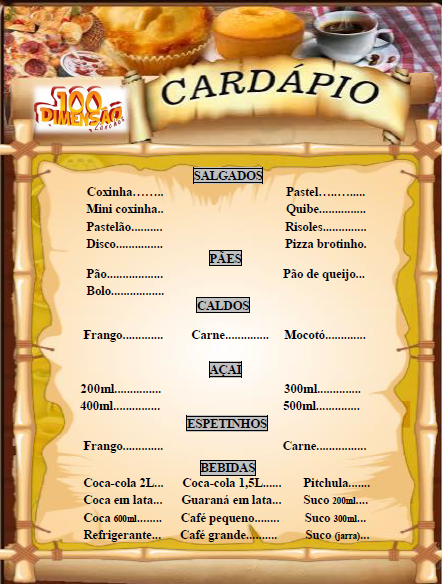 CARDÁPIO
100
DIMENSÃO
Lanches
SALGADOS
Coxinha…….. Pastel….…......
Mini coxinha.. Quibe...............
Pastelão.......... Risoles..............
Disco............... Pizza brotinho.
PÃES
Pão................... Pão de queijo...
Bolo.................
CALDOS
Frango............. Carne.............. Mocotó.............
AÇAI
200ml............... 300ml..............
400ml............... 500ml..............
ESPETINHOS
Frango............. Carne................
BEBIDAS
Coca-cola 2L... Coca-cola 1,5L...... Pitchula.......
Coca em lata... Guaraná em lata... Suco 200ml....
Coca 600ml........ Café pequeno........ Suco 300ml...
Refrigerante... Café grande.......... Suco (jarra)...